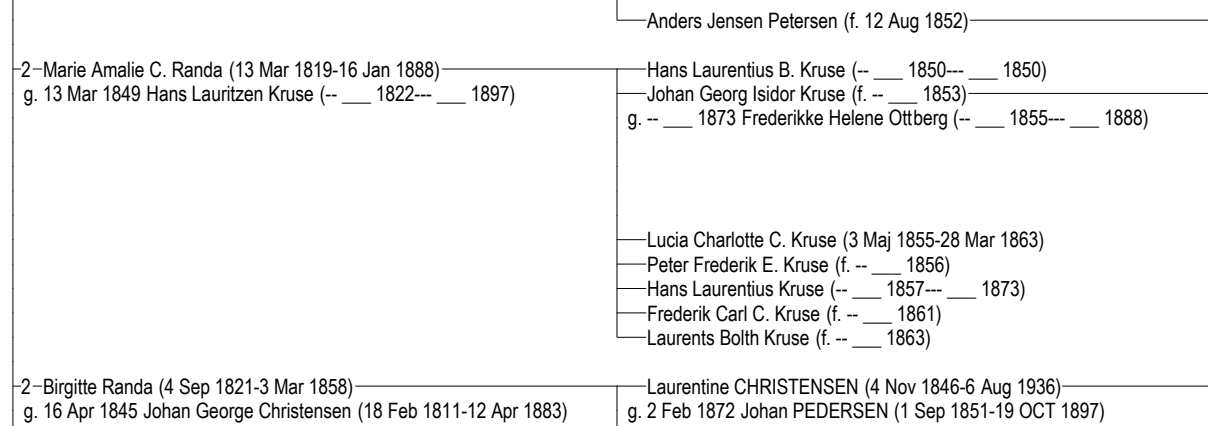 Anders Jensen Petersen (f. 12 Aug 1852)
2-Marie Amalie C. Randa (13 Mar 1819-16 Jan 1888)
g. 13 Mar 1849 Hans Lauritzen Kruse (-- ___ 1822--- ___ 1897)
Hans Laurentius B. Kruse (-- ___ 1850--- ___ 1850)
Johan Georg Isidor Kruse (f. -- ___ 1853)
g. -- ___ 1873 Frederikke Helene Ottberg (-- ___ 1855--- ___ 1888)
Lucia Charlotte C. Kruse (3 Maj 1855-28 Mar 1863)
Peter Frederik E. Kruse (f. -- ___ 1856)
Hans Laurentius Kruse (-- ___ 1857--- ___ 1873)
Frederik Carl C. Kruse (f. -- ___ 1861)
Laurents Bolth Kruse (f. -- ___ 1863)
2-Birgitte Randa (4 Sep 1821-3 Mar 1858)
g. 16 Apr 1845 Johan George Christensen (18 Feb 1811-12 Apr 1883)
Laurentine CHRISTENSEN (4 Nov 1846-6 Aug 1936)
g. 2 Feb 1872 Johan PEDERSEN (1 Sep 1851-19 OCT 1897)